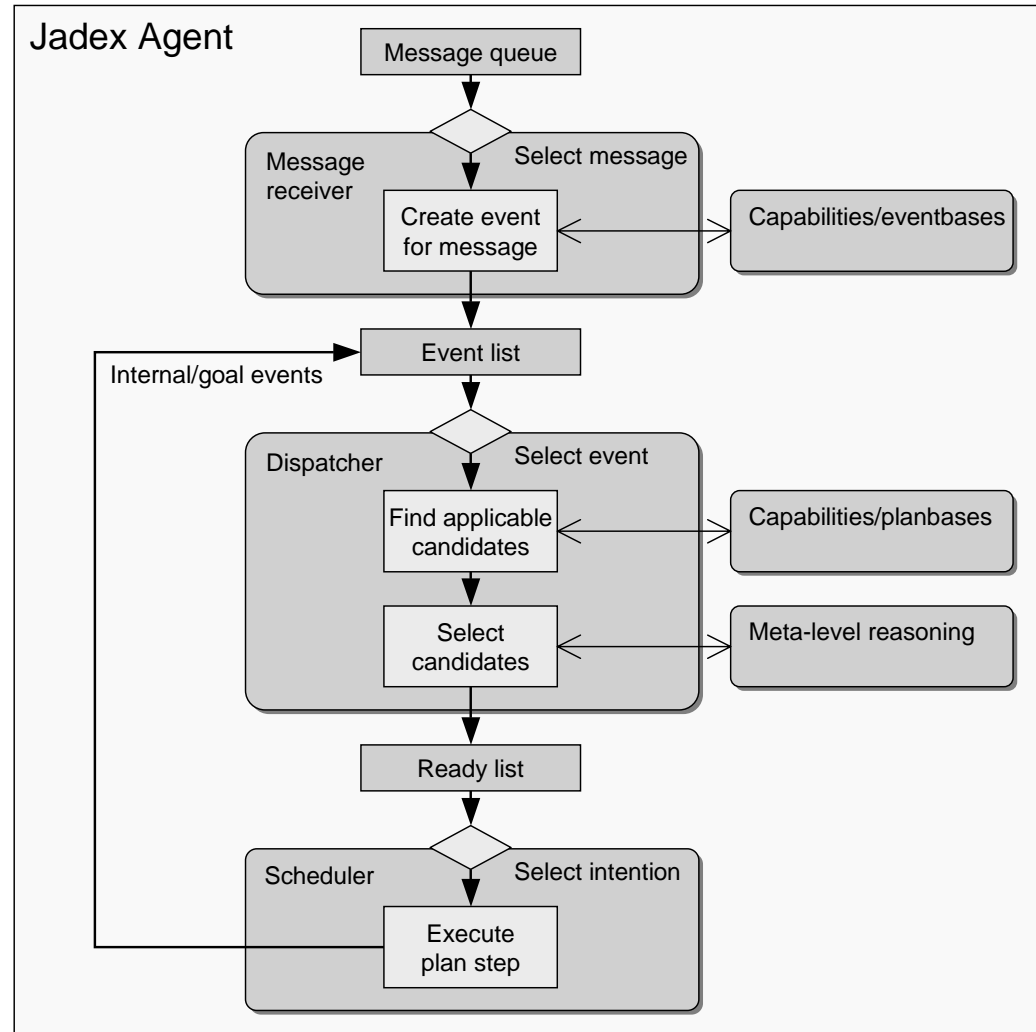 Jadex Agent
Message queue
Message
receiver
Select message
Create event
for message
Capabilities/eventbases
Event list
Internal/goal events
Dispatcher
Select event
Find applicable
candidates
Capabilities/planbases
Select
candidates
Meta-level reasoning
Ready list
Scheduler
Select intention
Execute
plan step